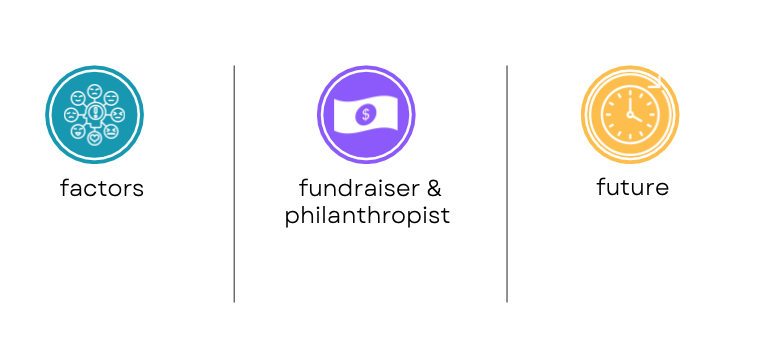 factors
fundraiser &
philanthropist
future